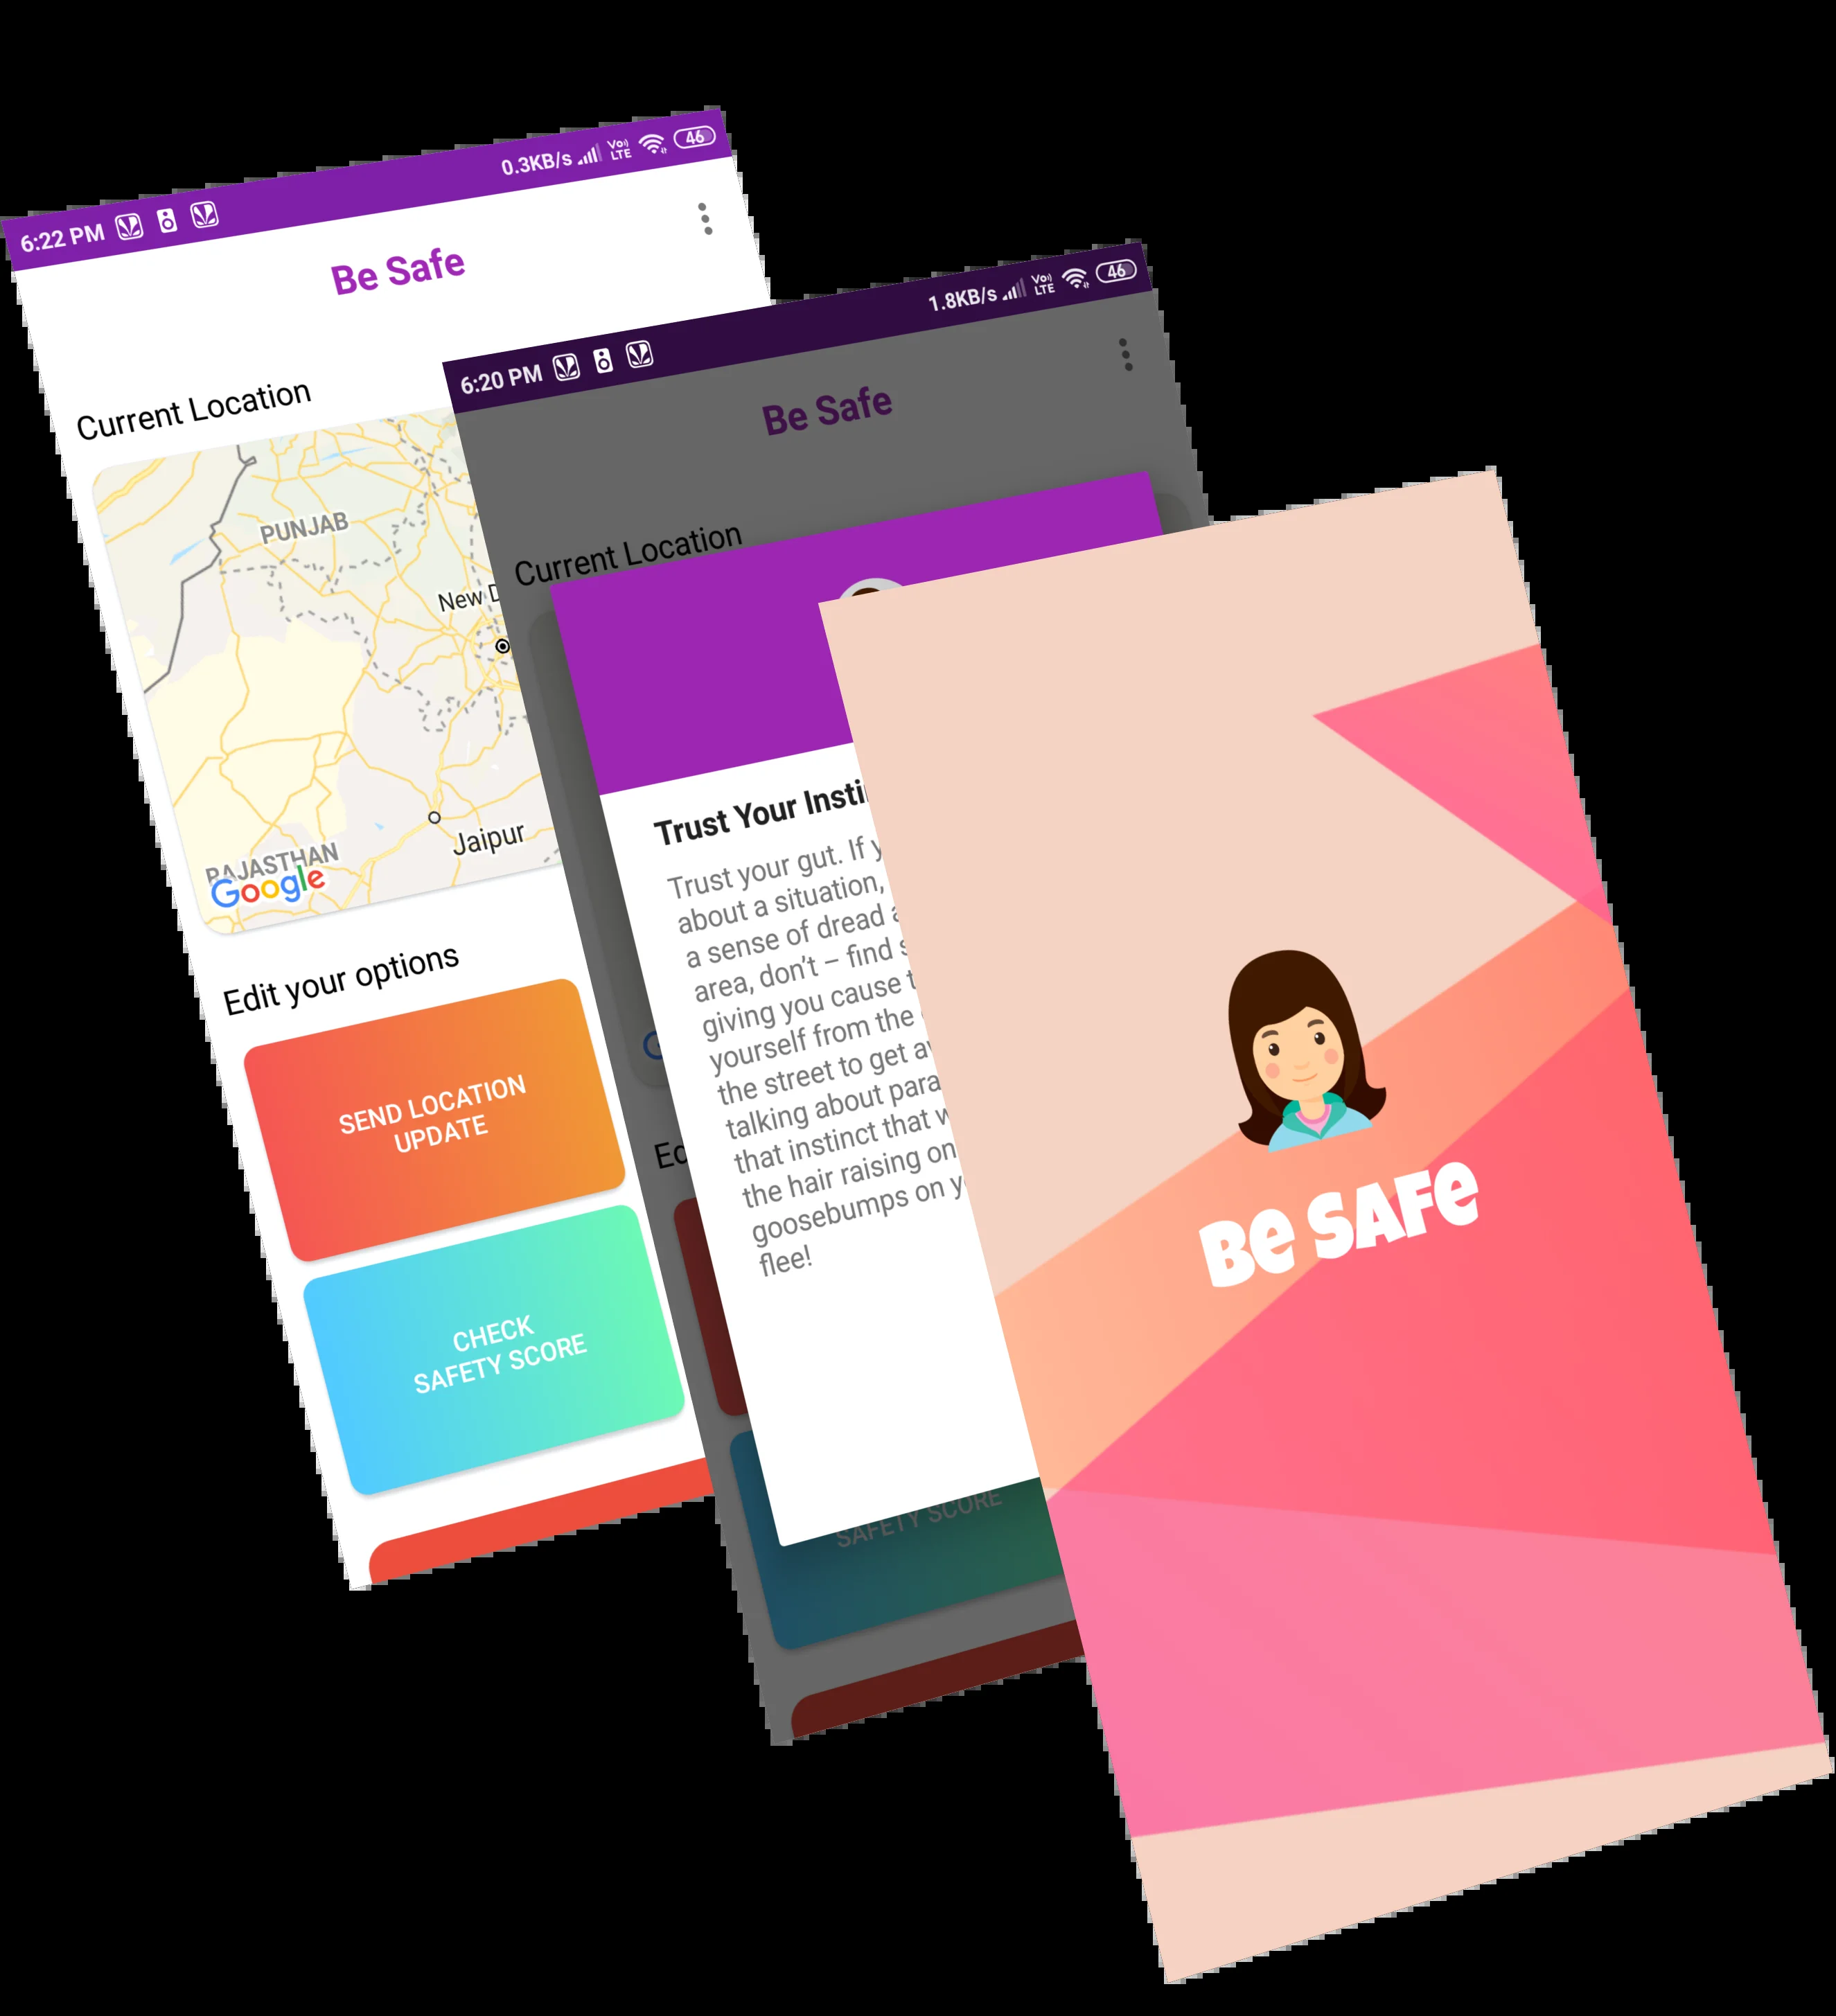 6:22 PM
0.3KB/s Vo)) LTE 46
Be Safe
Current Location
PUNJAB
New D
Jaipur
RAJASTHAN
Google
Edit your options
SEND LOCATION
UPDATE
CHECK
SAFETY SCORE
6:20 PM
1.8KB/s Vo)) LTE 46
Be Safe
Current Location
Trust Your Insti
Trust your gut. If y
about a situation,
a sense of dread a
area, don't – find s
giving you cause t
yourself from the
the street to get av
talking about para
that instinct that w
the hair raising on
goosebumps on y
flee!
Ed
SAFETY SCORE
Be SAFe